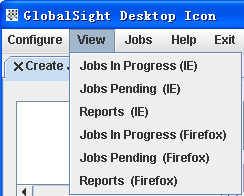 GlobalSight Desktop Icon
Configure View Jobs Help Exit
Create
Jobs In Progress (IE)
Jobs Pending (IE)
Reports (IE)
Jobs In Progress (Firefox)
Jobs Pending (Firefox)
Reports (Firefox)